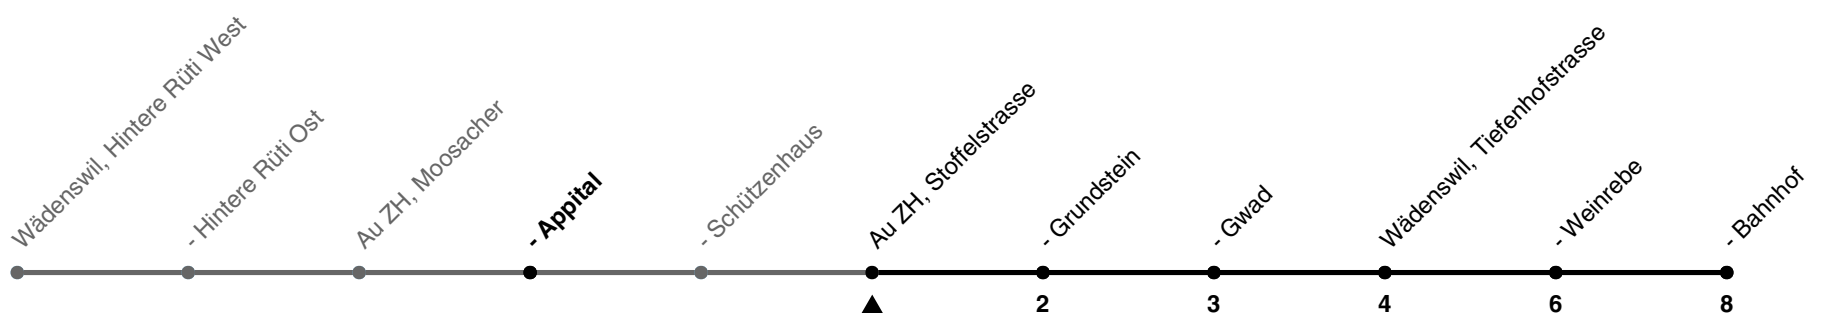 Wädenswil, Hintere Rüti West
- Hintere Rüti Ost
Au ZH, Moosacher
- Appital
- Schützenhaus
Au ZH, Stoffelstrasse
- Grundstein
- Gwad
Wädenswil, Tiefenhofstrasse
- Weinrebe
- Bahnhof
2 3 4 6 8